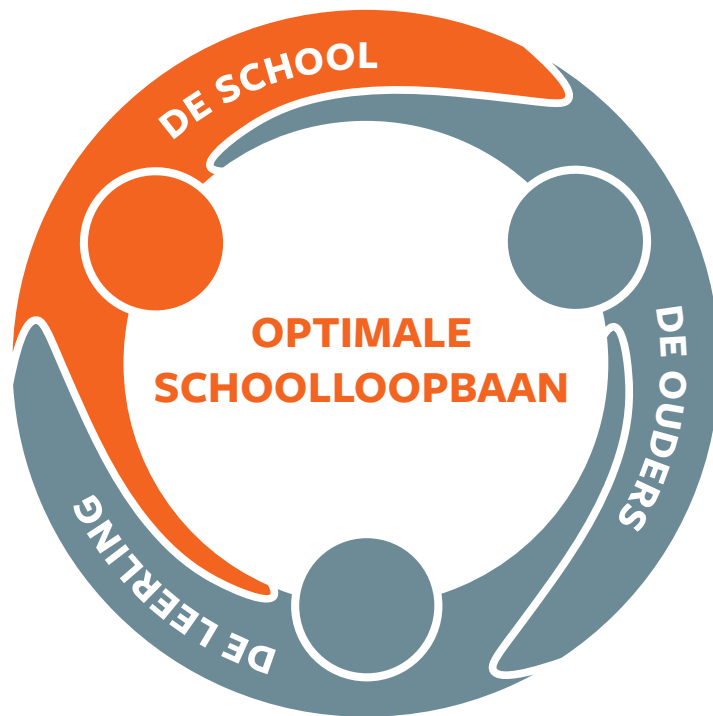 DE SCHOOL
OPTIMALE
SCHOOLLOOPBAAN
DE OUDERS
DE LEERLING